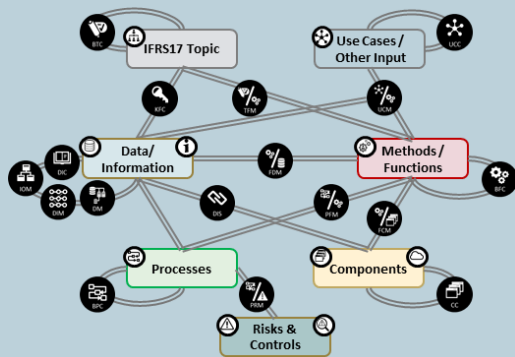 BTC
IFRS17 Topic
Use Cases /
Other Input
UCC
KFC
TFM
UCM
Data/
Information
Methods /
Functions
DIC
IOM
DIM
DM
FDM
BFC
DIS
PFM
FCM
Processes
Components
BPC
PRM
CC
Risks &
Controls